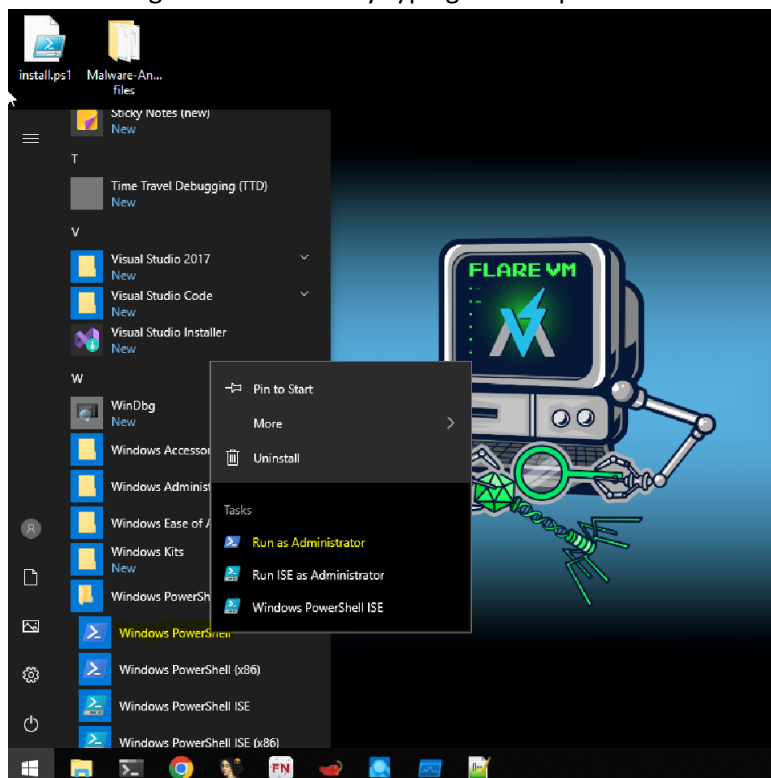 install.ps1
Malware-An...
files
Sticky Notes (new)
New
T
Time Travel Debugging (TTD)
New
V
Visual Studio 2017
New
Visual Studio Code
New
Visual Studio Installer
New
W
WinDbg
New
Windows Accessor
Windows Adminis
Windows Ease of A
Windows Kits
New
Windows PowerSh
Windows PowerShell
Windows PowerShell (x86)
Windows PowerShell ISE
Windows PowerShell ISE (x86)
Pin to Start
More
Uninstall
Tasks
Run as Administrator
Run ISE as Administrator
Windows PowerShell ISE
FLARE VM
FN